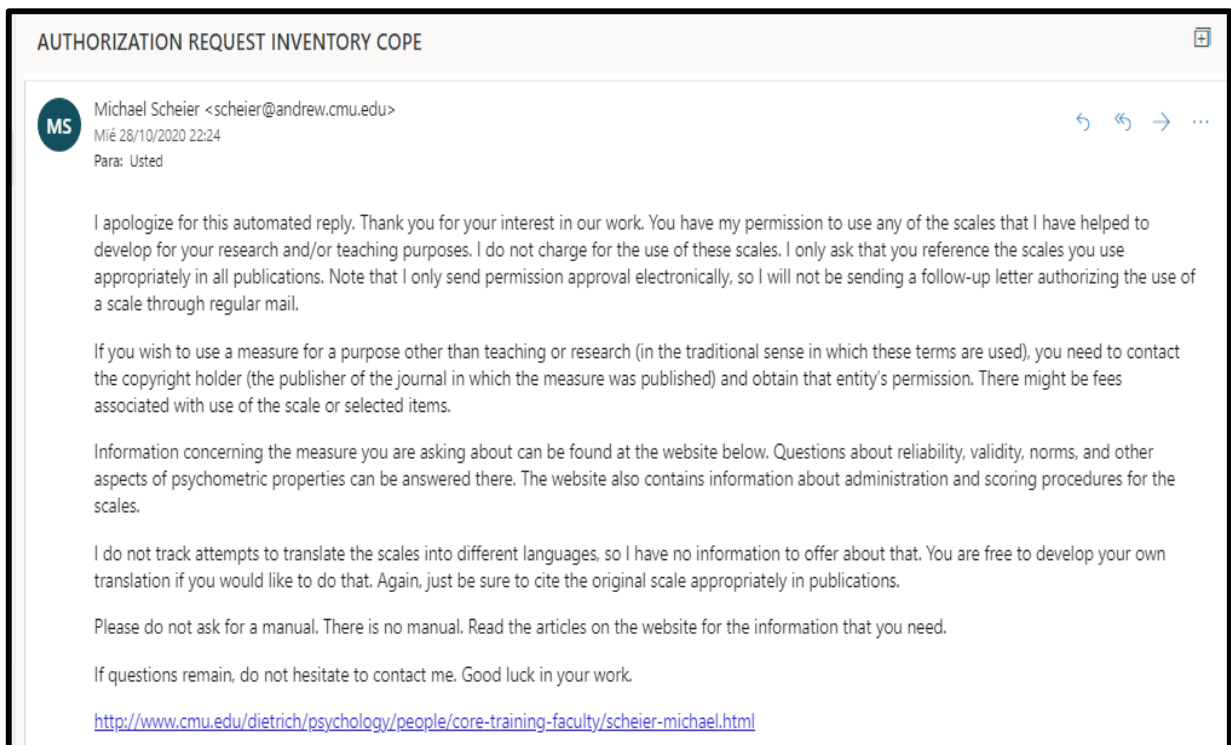 AUTHORIZATION REQUEST INVENTORY COPE
MS
Michael Scheier <scheier@andrew.cmu.edu>
Mié 28/10/2020 22:24
Para: Usted
I apologize for this automated reply. Thank you for your interest in our work. You have my permission to use any of the scales that I have helped to
develop for your research and/or teaching purposes. I do not charge for the use of these scales. I only ask that you reference the scales you use
appropriately in all publications. Note that I only send permission approval electronically, so I will not be sending a follow-up letter authorizing the use of
a scale through regular mail.
If you wish to use a measure for a purpose other than teaching or research (in the traditional sense in which these terms are used), you need to contact
the copyright holder (the publisher of the journal in which the measure was published) and obtain that entity's permission. There might be fees
associated with use of the scale or selected items.
Information concerning the measure you are asking about can be found at the website below. Questions about reliability, validity, norms, and other
aspects of psychometric properties can be answered there. The website also contains information about administration and scoring procedures for the
scales.
I do not track attempts to translate the scales into different languages, so I have no information to offer about that. You are free to develop your own
translation if you would like to do that. Again, just be sure to cite the original scale appropriately in publications.
Please do not ask for a manual. There is no manual. Read the articles on the website for the information that you need.
If questions remain, do not hesitate to contact me. Good luck in your work.
http://www.cmu.edu/dietrich/psychology/people/core-training-faculty/scheier-michael.html